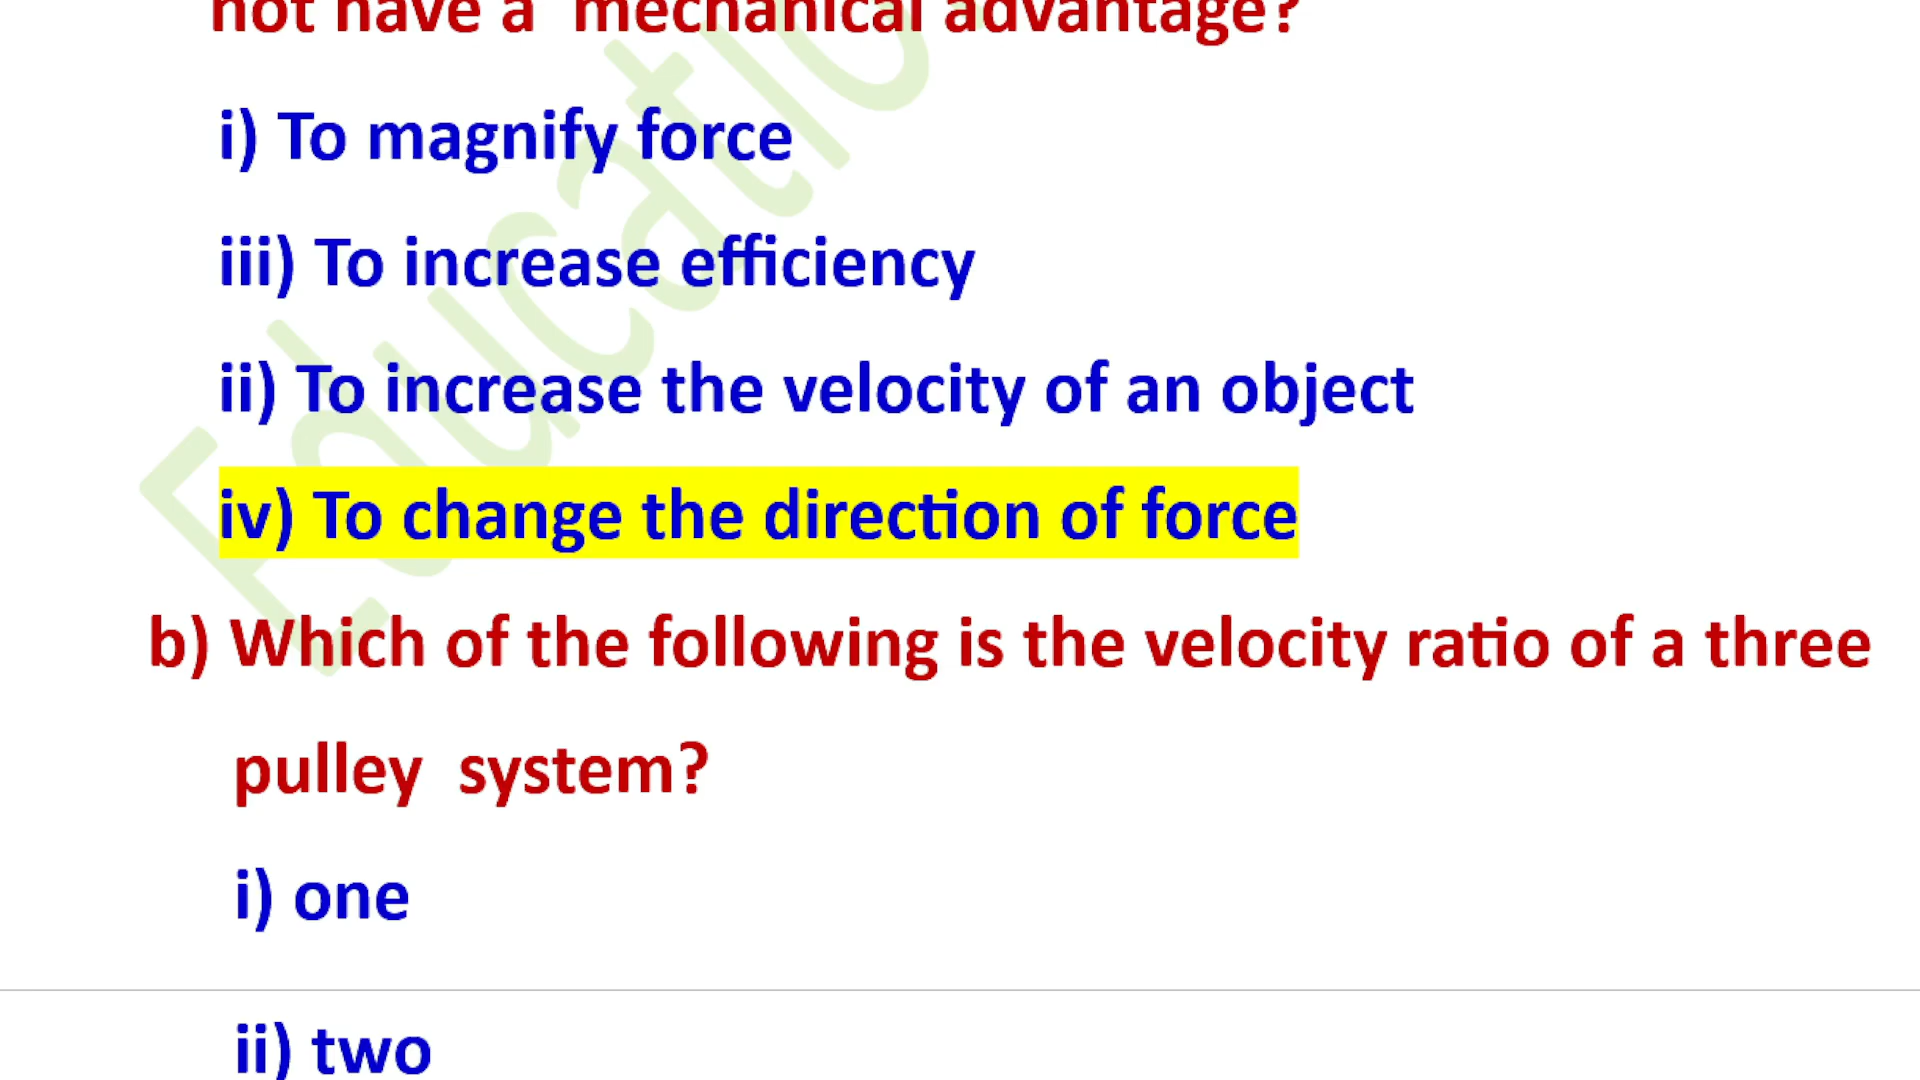 not have a mechanical advantage?
i) To magnify force
iii) To increase efficiency
ii) To increase the velocity of an object
iv) To change the direction of force
b) Which of the following is the velocity ratio of a three
pulley system?
i) one
ii) two
Educatio